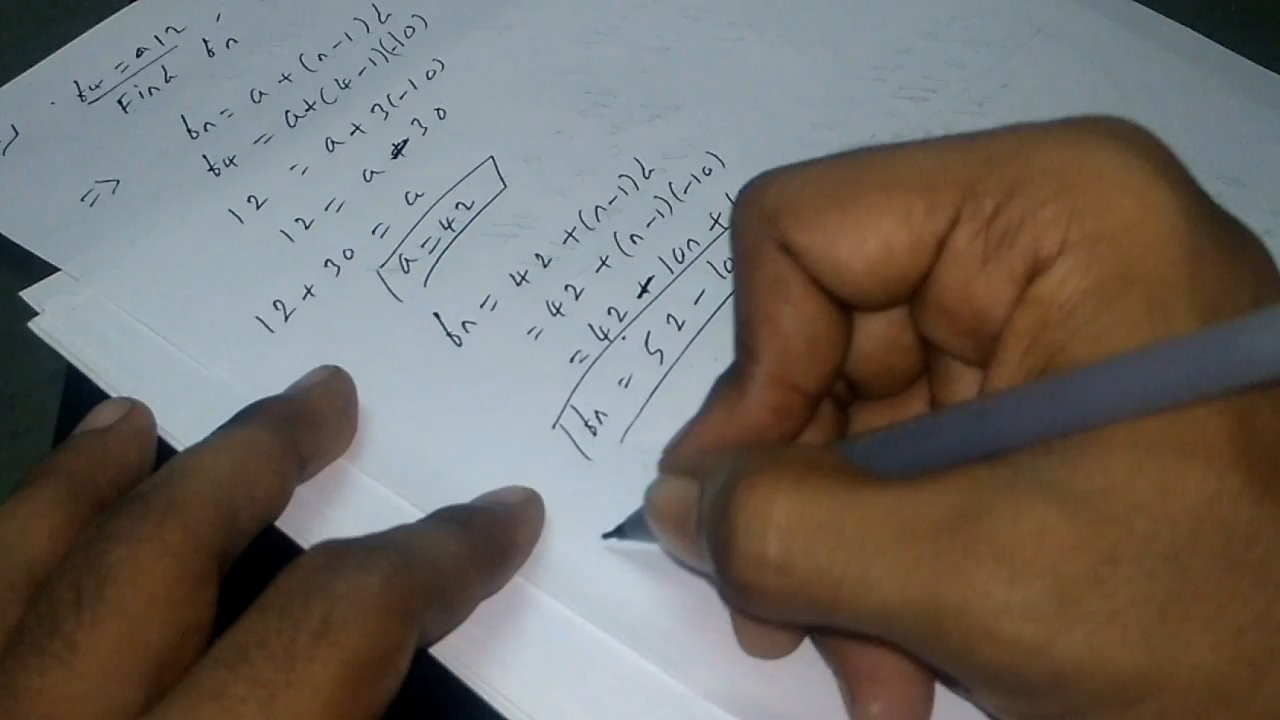 t4 = 12
Find tn
tn = a + (n-1)d
t4 = a + (4-1)(-10)
=> 12 = a + 3(-10)
12 = a - 30
12 + 30 = a
a = 42
tn = 42 + (n-1)d
= 42 + (n-1)(-10)
= 42 - 10n +
tn = 52 - 10